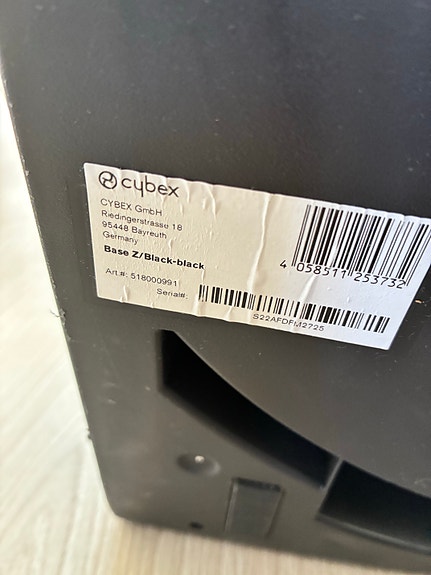 cybex
CYBEX GmbH
Riedingerstrasse 18
95448 Bayreuth
Germany
Base Z/Black-black
4 058511 253732
Art.#: 518000991
Serial#:
S22AFDFM2725